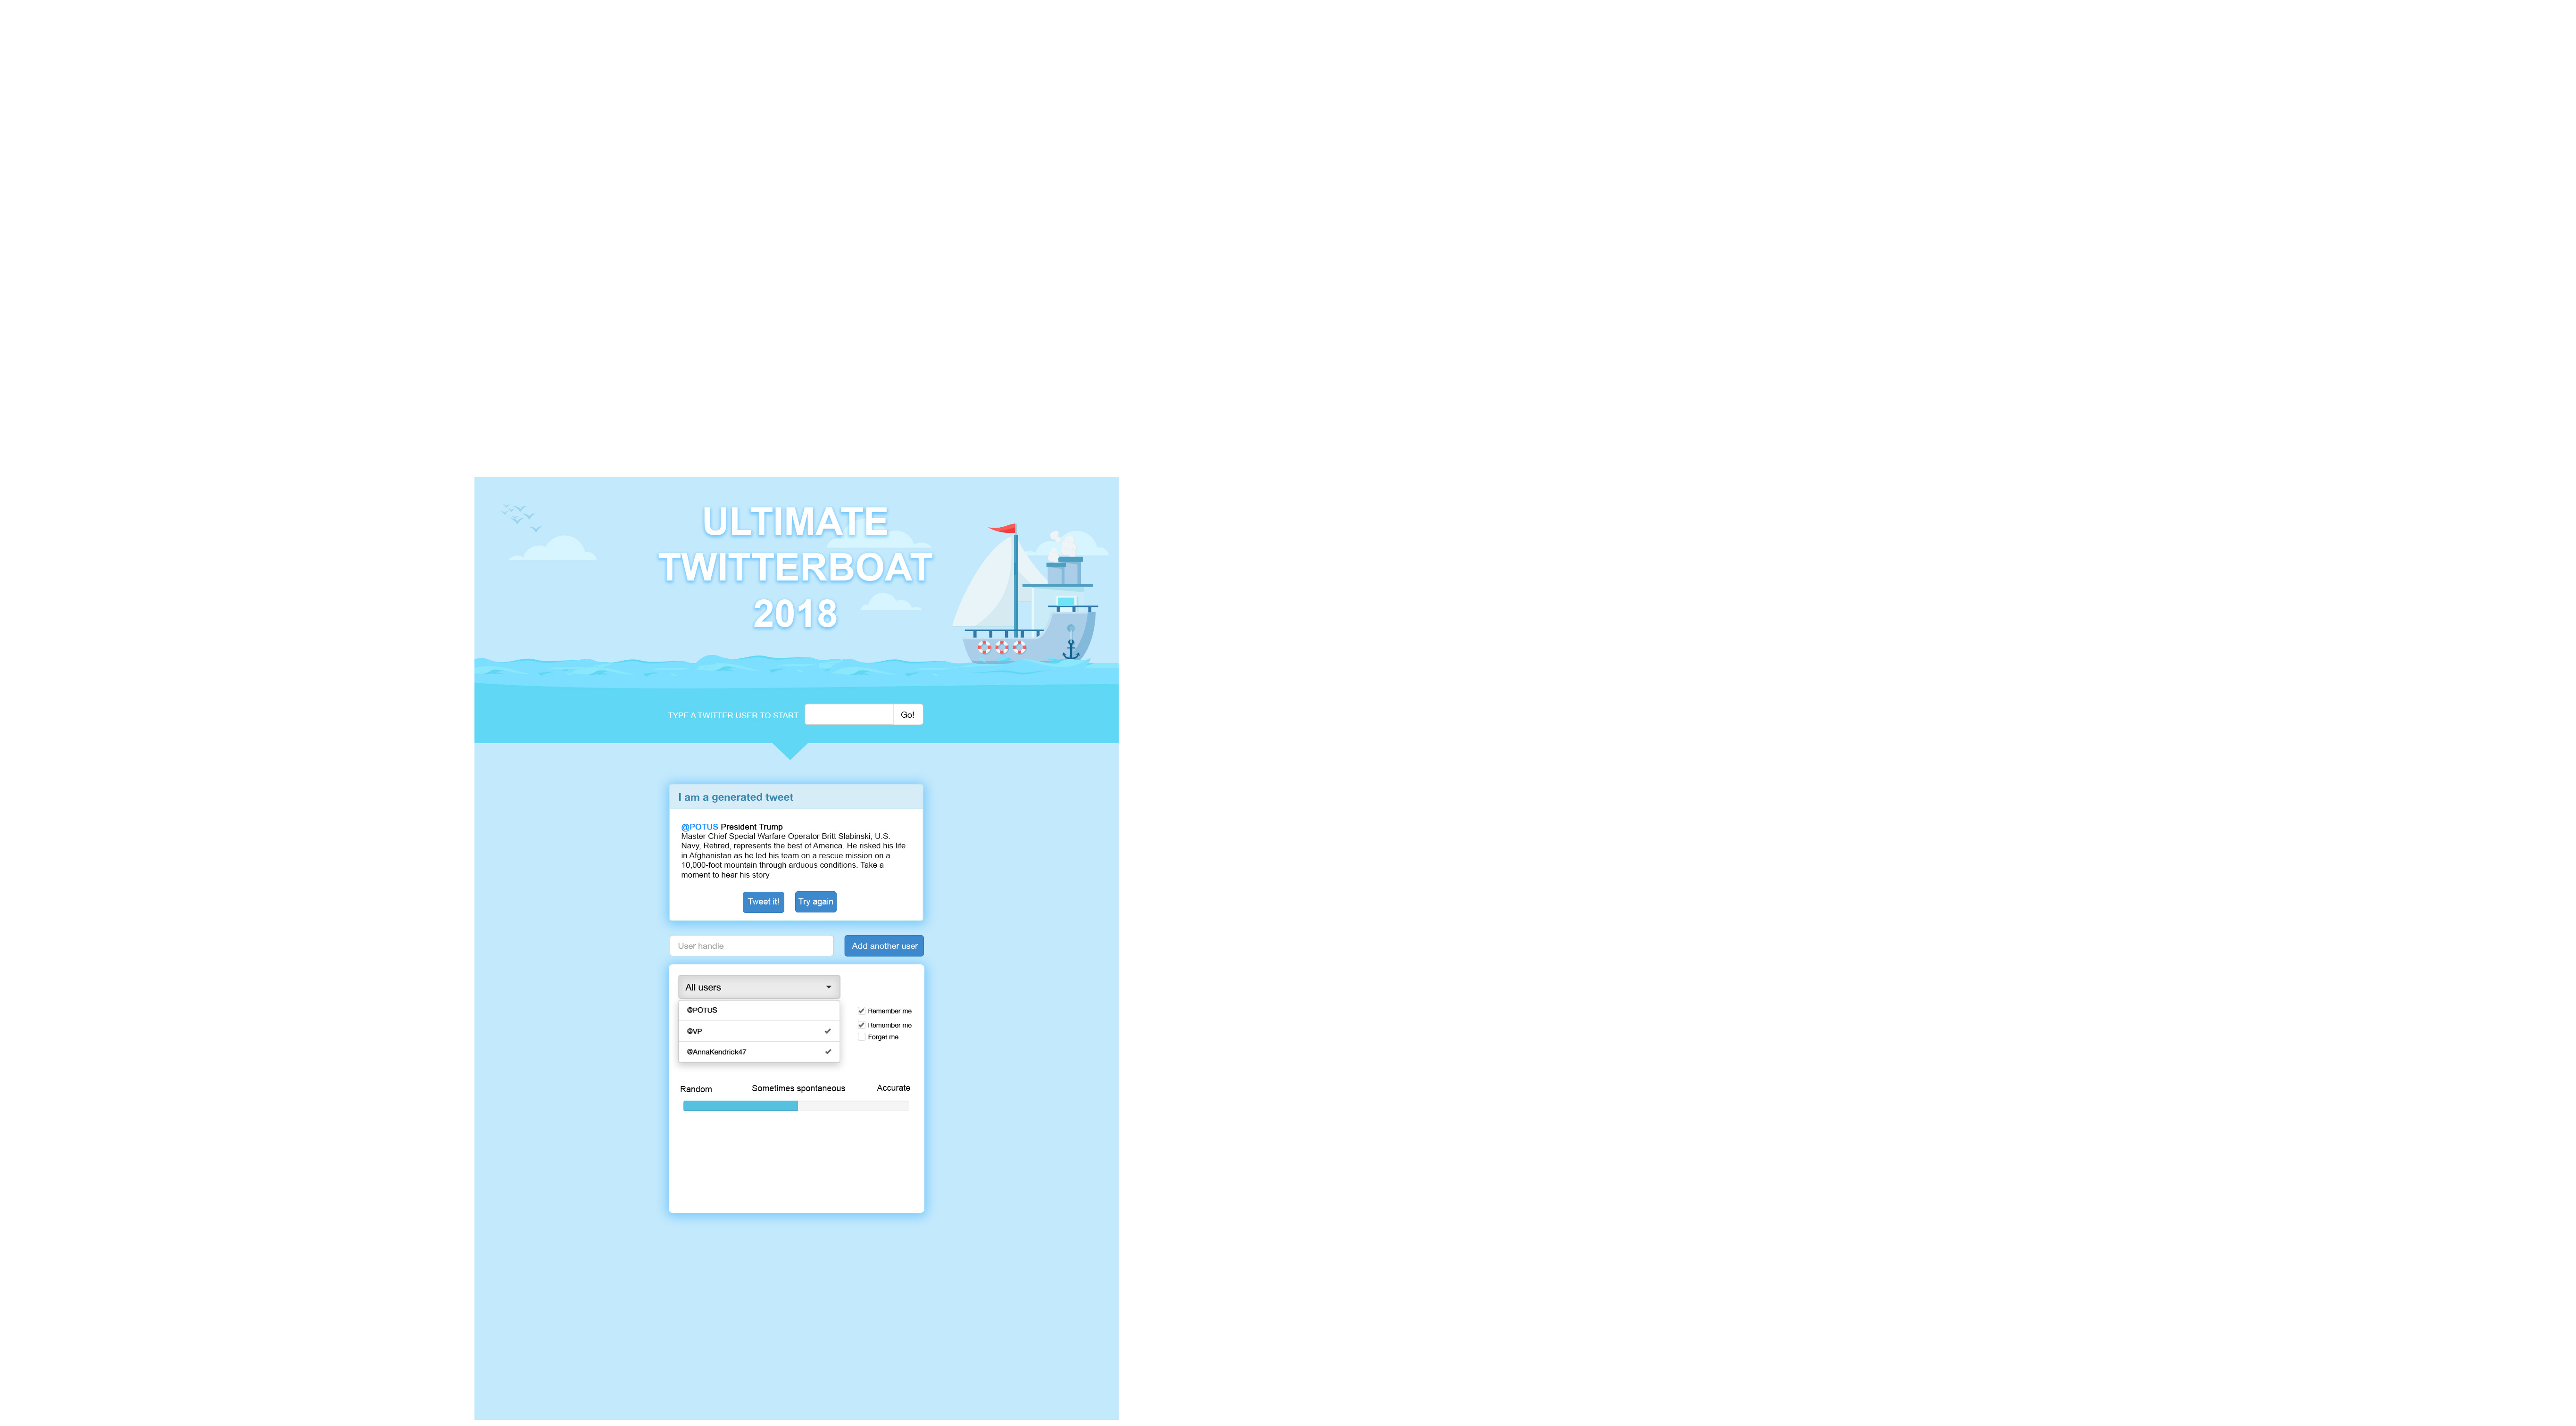 ULTIMATE
TWITTERBOAT
2018
TYPE A TWITTER USER TO START
Go!
I am a generated tweet
@POTUS President Trump
Master Chief Special Warfare Operator Britt Slabinski, U.S.
Navy, Retired, represents the best of America. He risked his life
in Afghanistan as he led his team on a rescue mission on a
10,000-foot mountain through arduous conditions. Take a
moment to hear his story
Tweet it!
Try again
User handle
Add another user
All users
@POTUS
@VP
@AnnaKendrick47
Remember me
Remember me
Forget me
Random
Sometimes spontaneous
Accurate